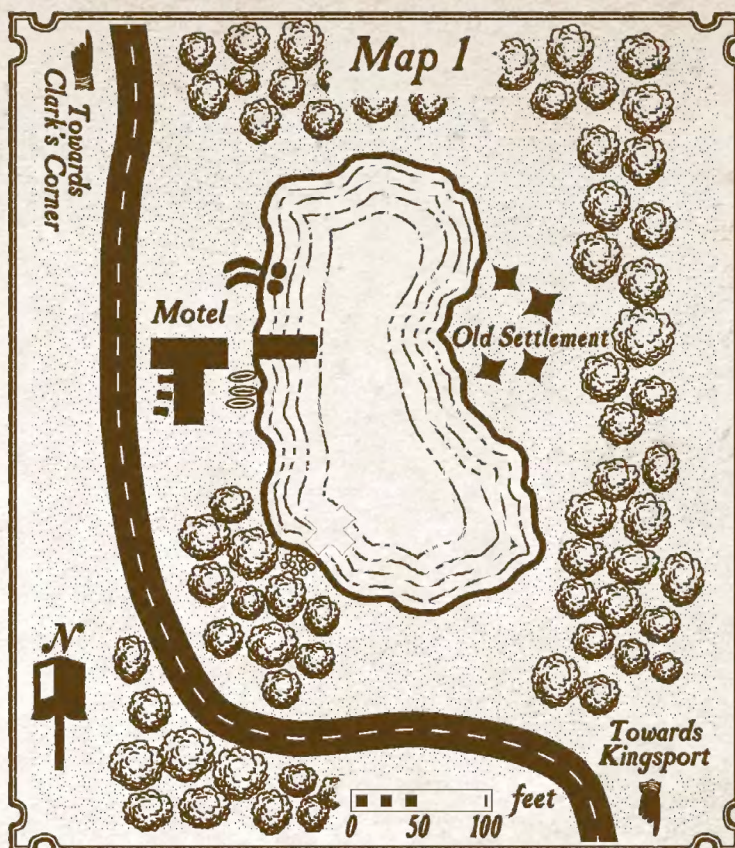 Map 1
Towards
Clark's Corner
Motel
Old Settlement
N
Towards
Kingsport
feet
0 50 100